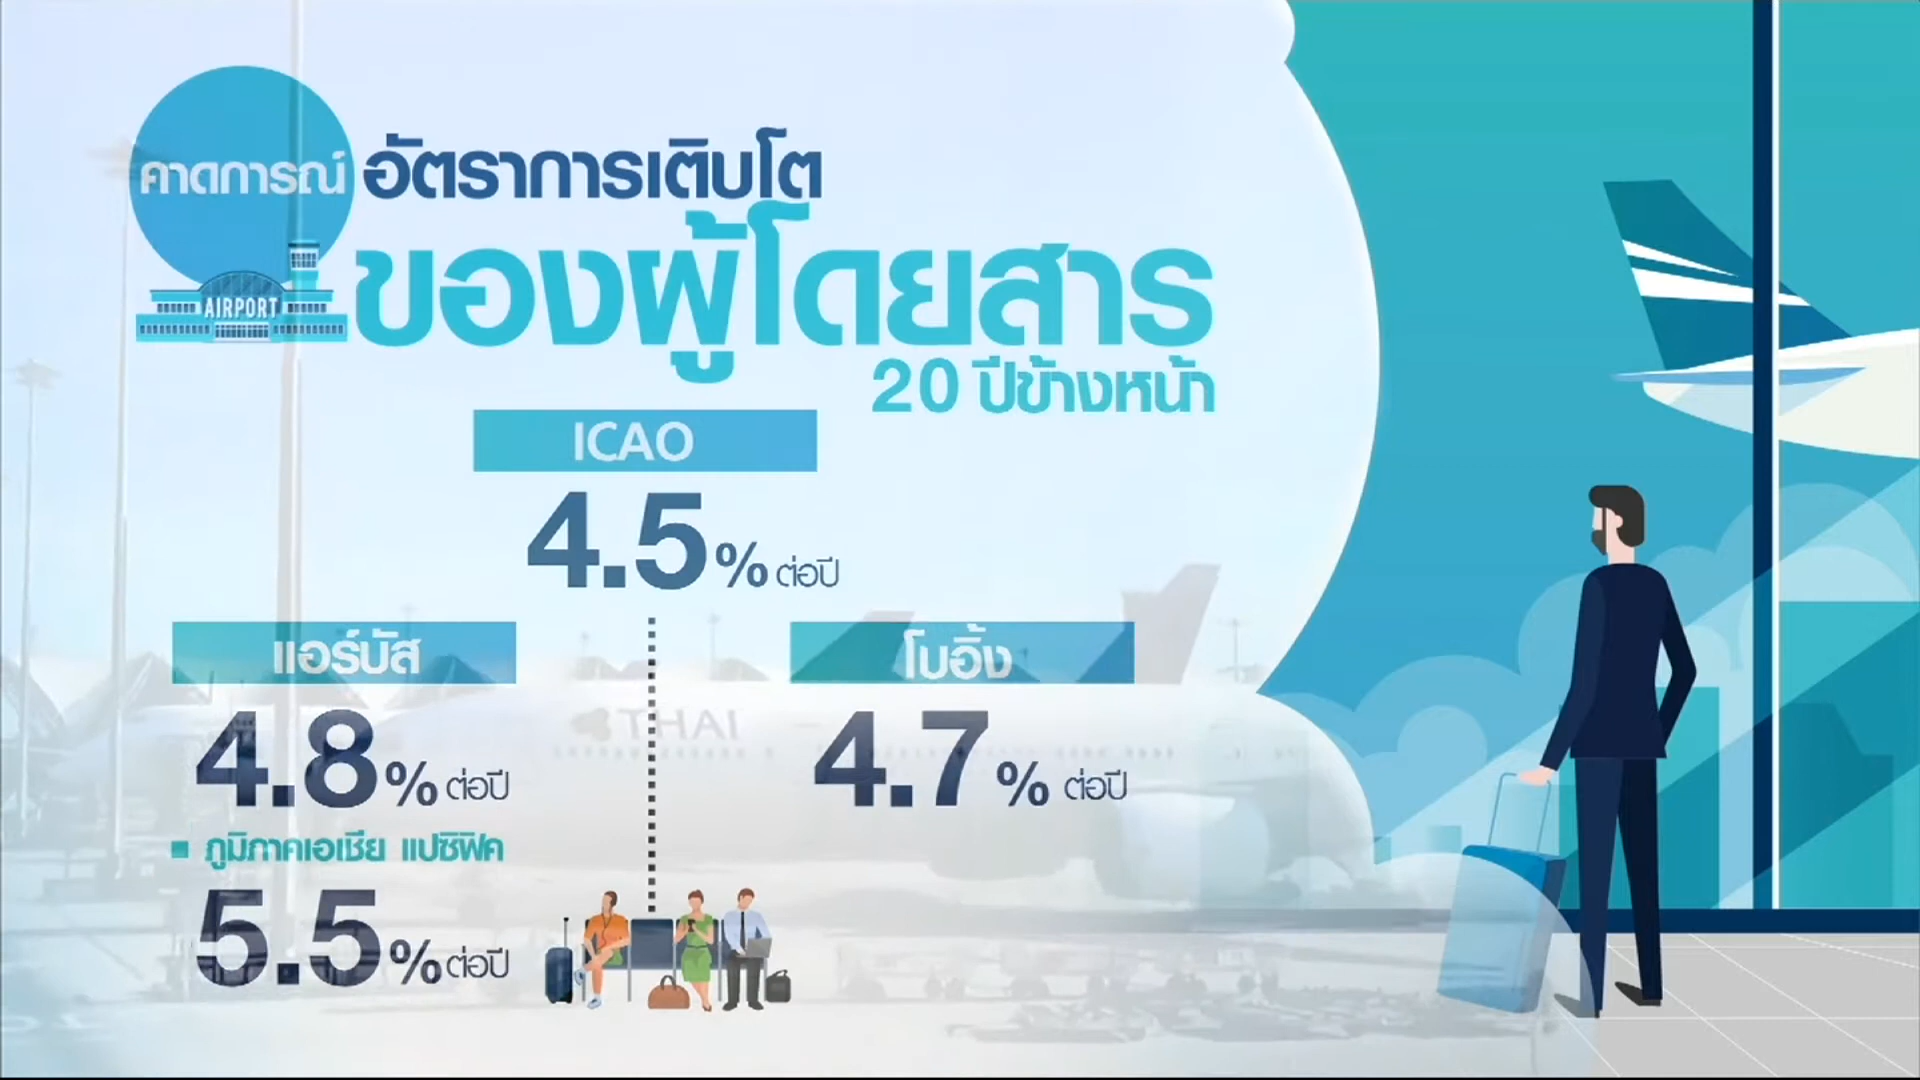 คาดการณ์ อัตราการเติบโต
ของผู้โดยสาร
AIRPORT
20 ปีข้างหน้า
ICAO
4.5% ต่อปี
แอร์บัส
4.8% ต่อปี
ภูมิภาคเอเชีย แปซิฟิค
5.5% ต่อปี
โบอิ้ง
4.7% ต่อปี
THAI